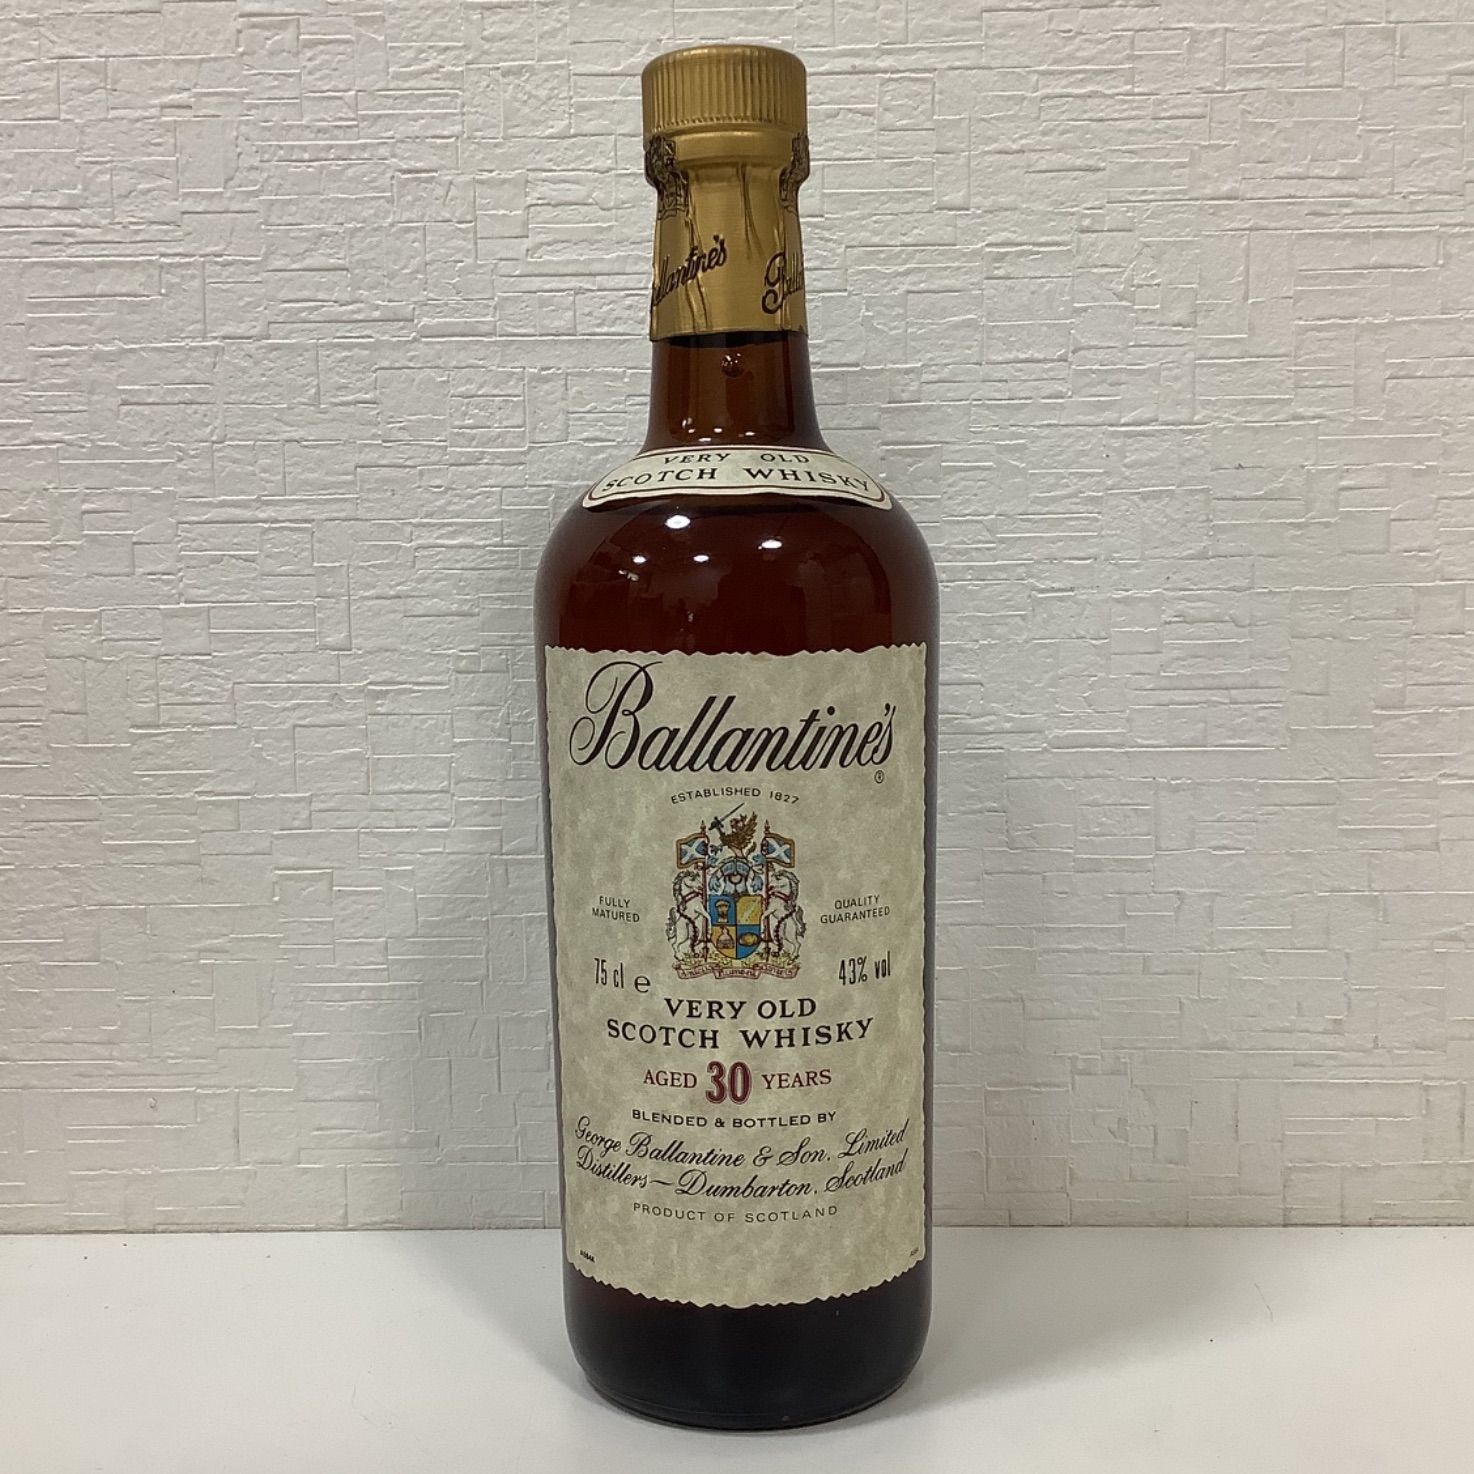 Ballantine's
VERY OLD
SCOTCH WHISKY
Ballantine's
®
ESTABLISHED 1827
FULLY
MATURED
QUALITY
GUARANTEED
75 cl e
43% vol
VERY OLD
SCOTCH WHISKY
AGED 30 YEARS
BLENDED & BOTTLED BY
George Ballantine & Son, Limited
Distillers~Dumbarton, Scotland
PRODUCT OF SCOTLAND